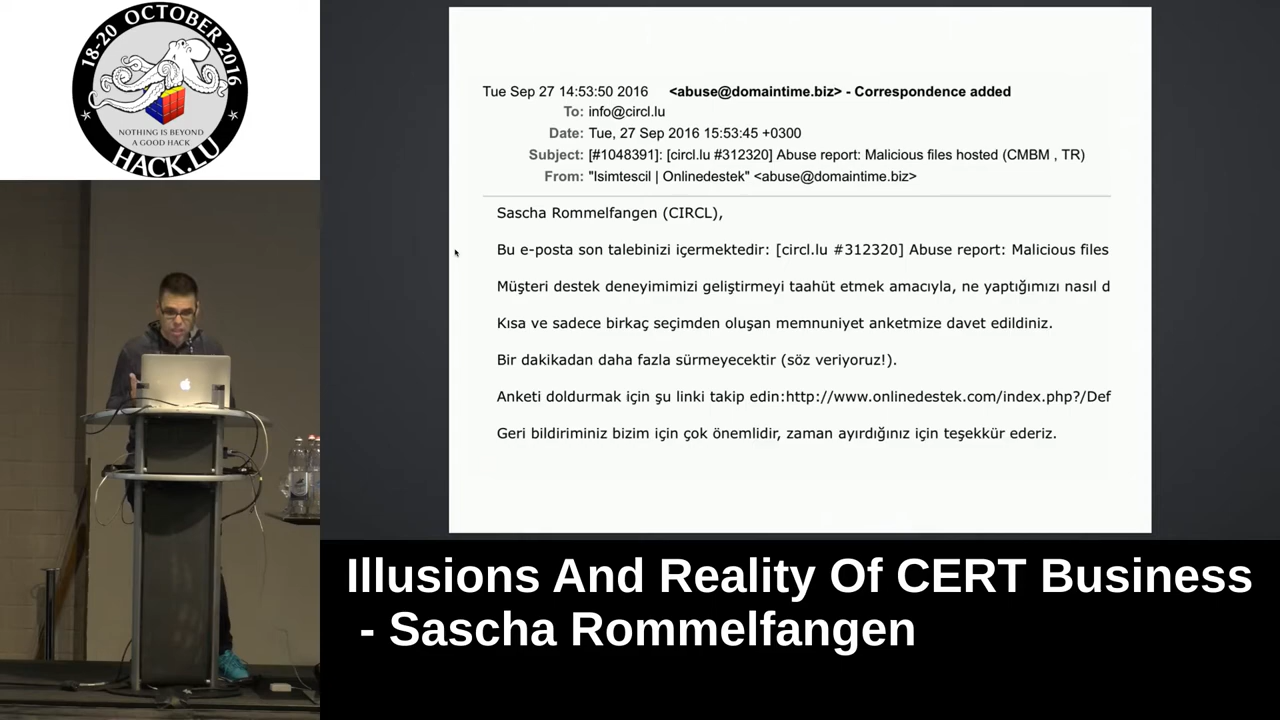 18-20 OCTOBER 2016
NOTHING IS BEYOND
A GOOD HACK
HACK.LU
Tue Sep 27 14:53:50 2016 <abuse@domaintime.biz> - Correspondence added
To: info@circl.lu
Date: Tue, 27 Sep 2016 15:53:45 +0300
Subject: [#1048391]: [circl.lu #312320] Abuse report: Malicious files hosted (CMBM , TR)
From: "Isimtescil | Onlinedestek" <abuse@domaintime.biz>
Sascha Rommelfangen (CIRCL),
Bu e-posta son talebinizi içermektedir: [circl.lu #312320] Abuse report: Malicious files
Müşteri destek deneyimimizi geliştirmeyi taahüt etmek amacıyla, ne yaptığımızı nasıl d
Kısa ve sadece birkaç seçimden oluşan memnuniyet anketmize davet edildiniz.
Bir dakikadan daha fazla sürmeyecektir (söz veriyoruz!).
Anketi doldurmak için şu linki takip edin:http://www.onlinedestek.com/index.php?/Def
Geri bildiriminiz bizim için çok önemlidir, zaman ayırdığınız için teşekkür ederiz.
Illusions And Reality Of CERT Business
- Sascha Rommelfangen